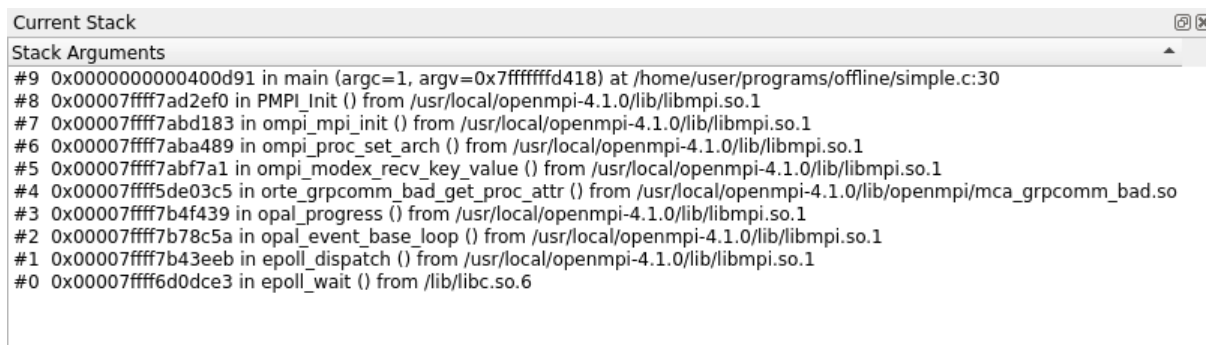 Current Stack
Stack Arguments
#9 0x0000000000400d91 in main (argc=1, argv=0x7fffffffd418) at /home/user/programs/offline/simple.c:30
#8 0x00007ffff7ad2ef0 in PMPI_Init () from /usr/local/openmpi-4.1.0/lib/libmpi.so.1
#7 0x00007ffff7abd183 in ompi_mpi_init () from /usr/local/openmpi-4.1.0/lib/libmpi.so.1
#6 0x00007ffff7aba489 in ompi_proc_set_arch () from /usr/local/openmpi-4.1.0/lib/libmpi.so.1
#5 0x00007ffff7abf7a1 in ompi_modex_recv_key_value () from /usr/local/openmpi-4.1.0/lib/libmpi.so.1
#4 0x00007ffff5de03c5 in orte_grpcomm_bad_get_proc_attr () from /usr/local/openmpi-4.1.0/lib/openmpi/mca_grpcomm_bad.so
#3 0x00007ffff7b4f439 in opal_progress () from /usr/local/openmpi-4.1.0/lib/libmpi.so.1
#2 0x00007ffff7b78c5a in opal_event_base_loop () from /usr/local/openmpi-4.1.0/lib/libmpi.so.1
#1 0x00007ffff7b43eeb in epoll_dispatch () from /usr/local/openmpi-4.1.0/lib/libmpi.so.1
#0 0x00007ffff6d0dce3 in epoll_wait () from /lib/libc.so.6